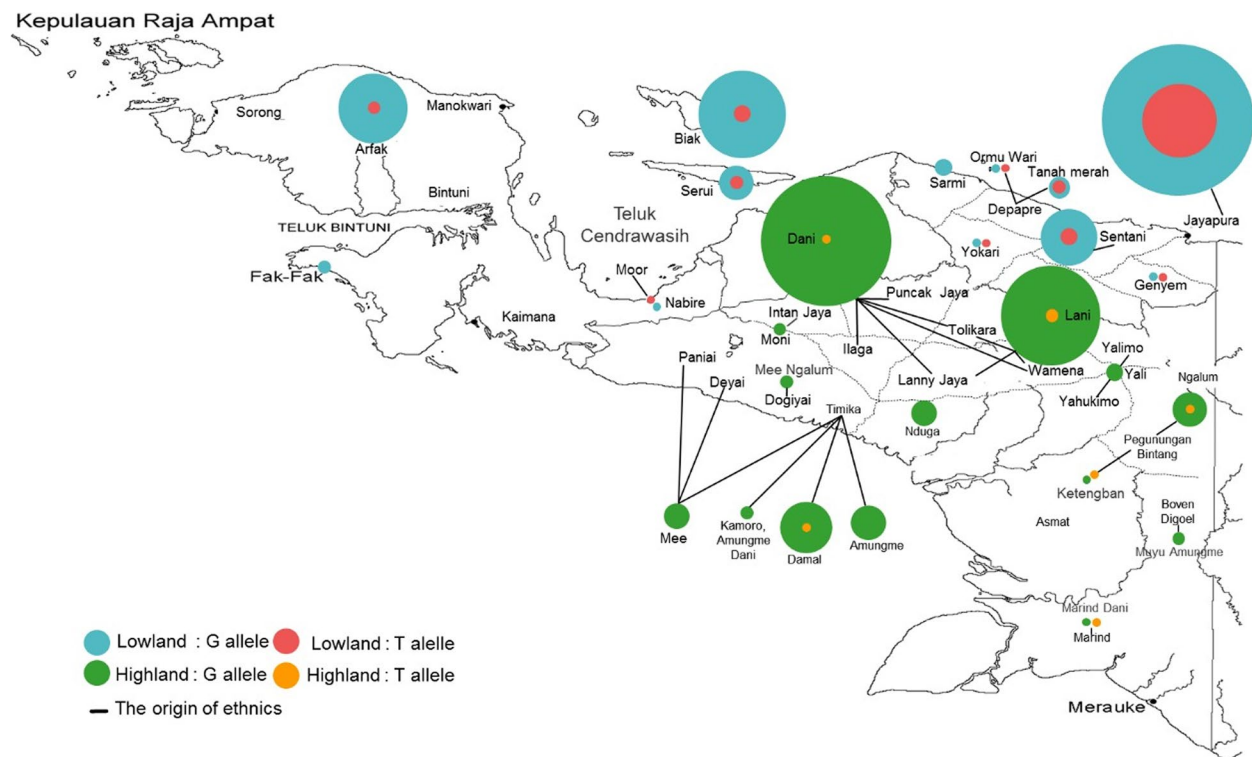 Kepulauan Raja Ampat
Sorong
Manokwari
Arfak
Bintuni
TELUK BINTUNI
Fak-Fak
Kaimana
Biak
Serui
Teluk
Cendrawasih
Moor
Nabire
Dani
Sarmi
Ormu Wari
Tanah merah
Depapre
Jayapura
Yokari
Sentani
Genyem
Puncak Jaya
Intan Jaya
Moni
Ilaga
Tolikara
Lani
Lanny Jaya
Wamena
Yalimo
Yali
Yahukimo
Ngalum
Paniai
Deyai
Mee Ngalum
Dogiyai
Timika
Nduga
Pegunungan
Bintang
Ketengban
Asmat
Boven
Digoel
Muyu Amungme
Mee
Kamoro,
Amungme
Dani
Damal
Amungme
Marind Dani
Marind
Merauke
Lowland : G allele
Lowland : T alelle
Highland : G allele
Highland : T allele
The origin of ethnics